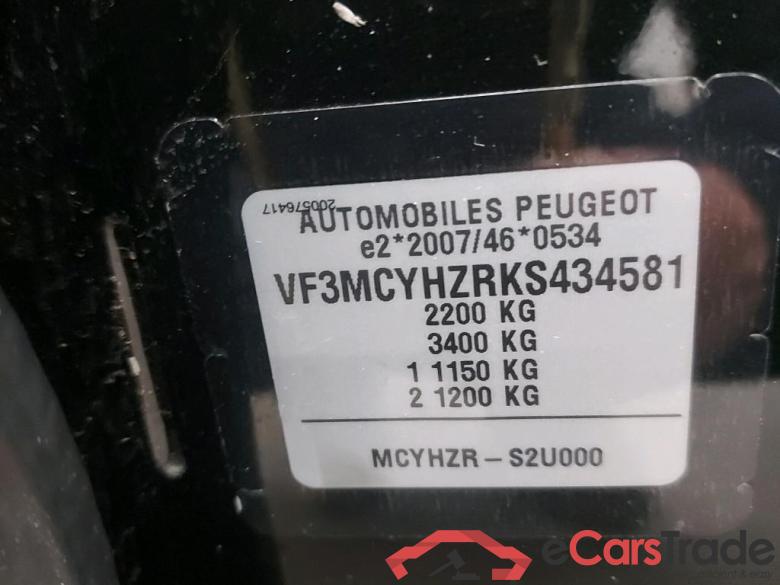 200576417
AUTOMOBILES PEUGEOT
e2*2007/46*0534
VF3MCYHZRKS434581
2200 KG
3400 KG
1 1150 KG
2 1200 KG
MCYHZR – S2U000
eCarsTrade